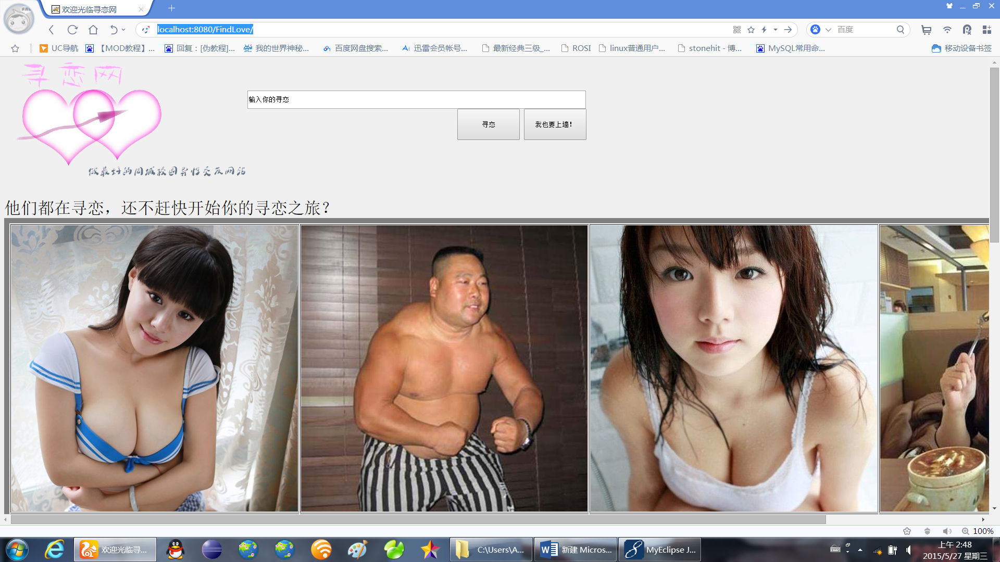 欢迎光临寻恋网
localhost:8080/FindLove/
百度
UC导航
【MOD教程】...
回复：[伪教程]...
我的世界神秘...
百度网盘搜索...
迅雷会员帐号...
最新经典三级_...
ROSI
linux普通用户...
stonehit - 博...
MySQL常用命...
移动设备书签
寻恋网
输入你的寻恋
寻恋
我也要上墙!
做最好的同城校园异性交友网站
他们都在寻恋，还不赶快开始你的寻恋之旅?
100%
欢迎光临寻...
C:\Users\A...
新建 Micros...
MyEclipse J...
上午 2:48
2015/5/27 星期三